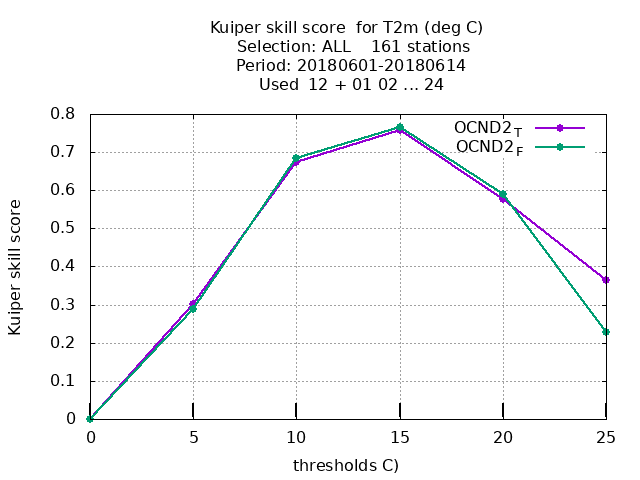 Kuiper skill score  for T2m (deg C)
Selection: ALL    161 stations
Period: 20180601-20180614
Used  12 + 01 02 ... 24
OCND2T
OCND2F
Kuiper skill score
0.8
0.7
0.6
0.5
0.4
0.3
0.2
0.1
0
0 5 10 15 20 25
thresholds C)